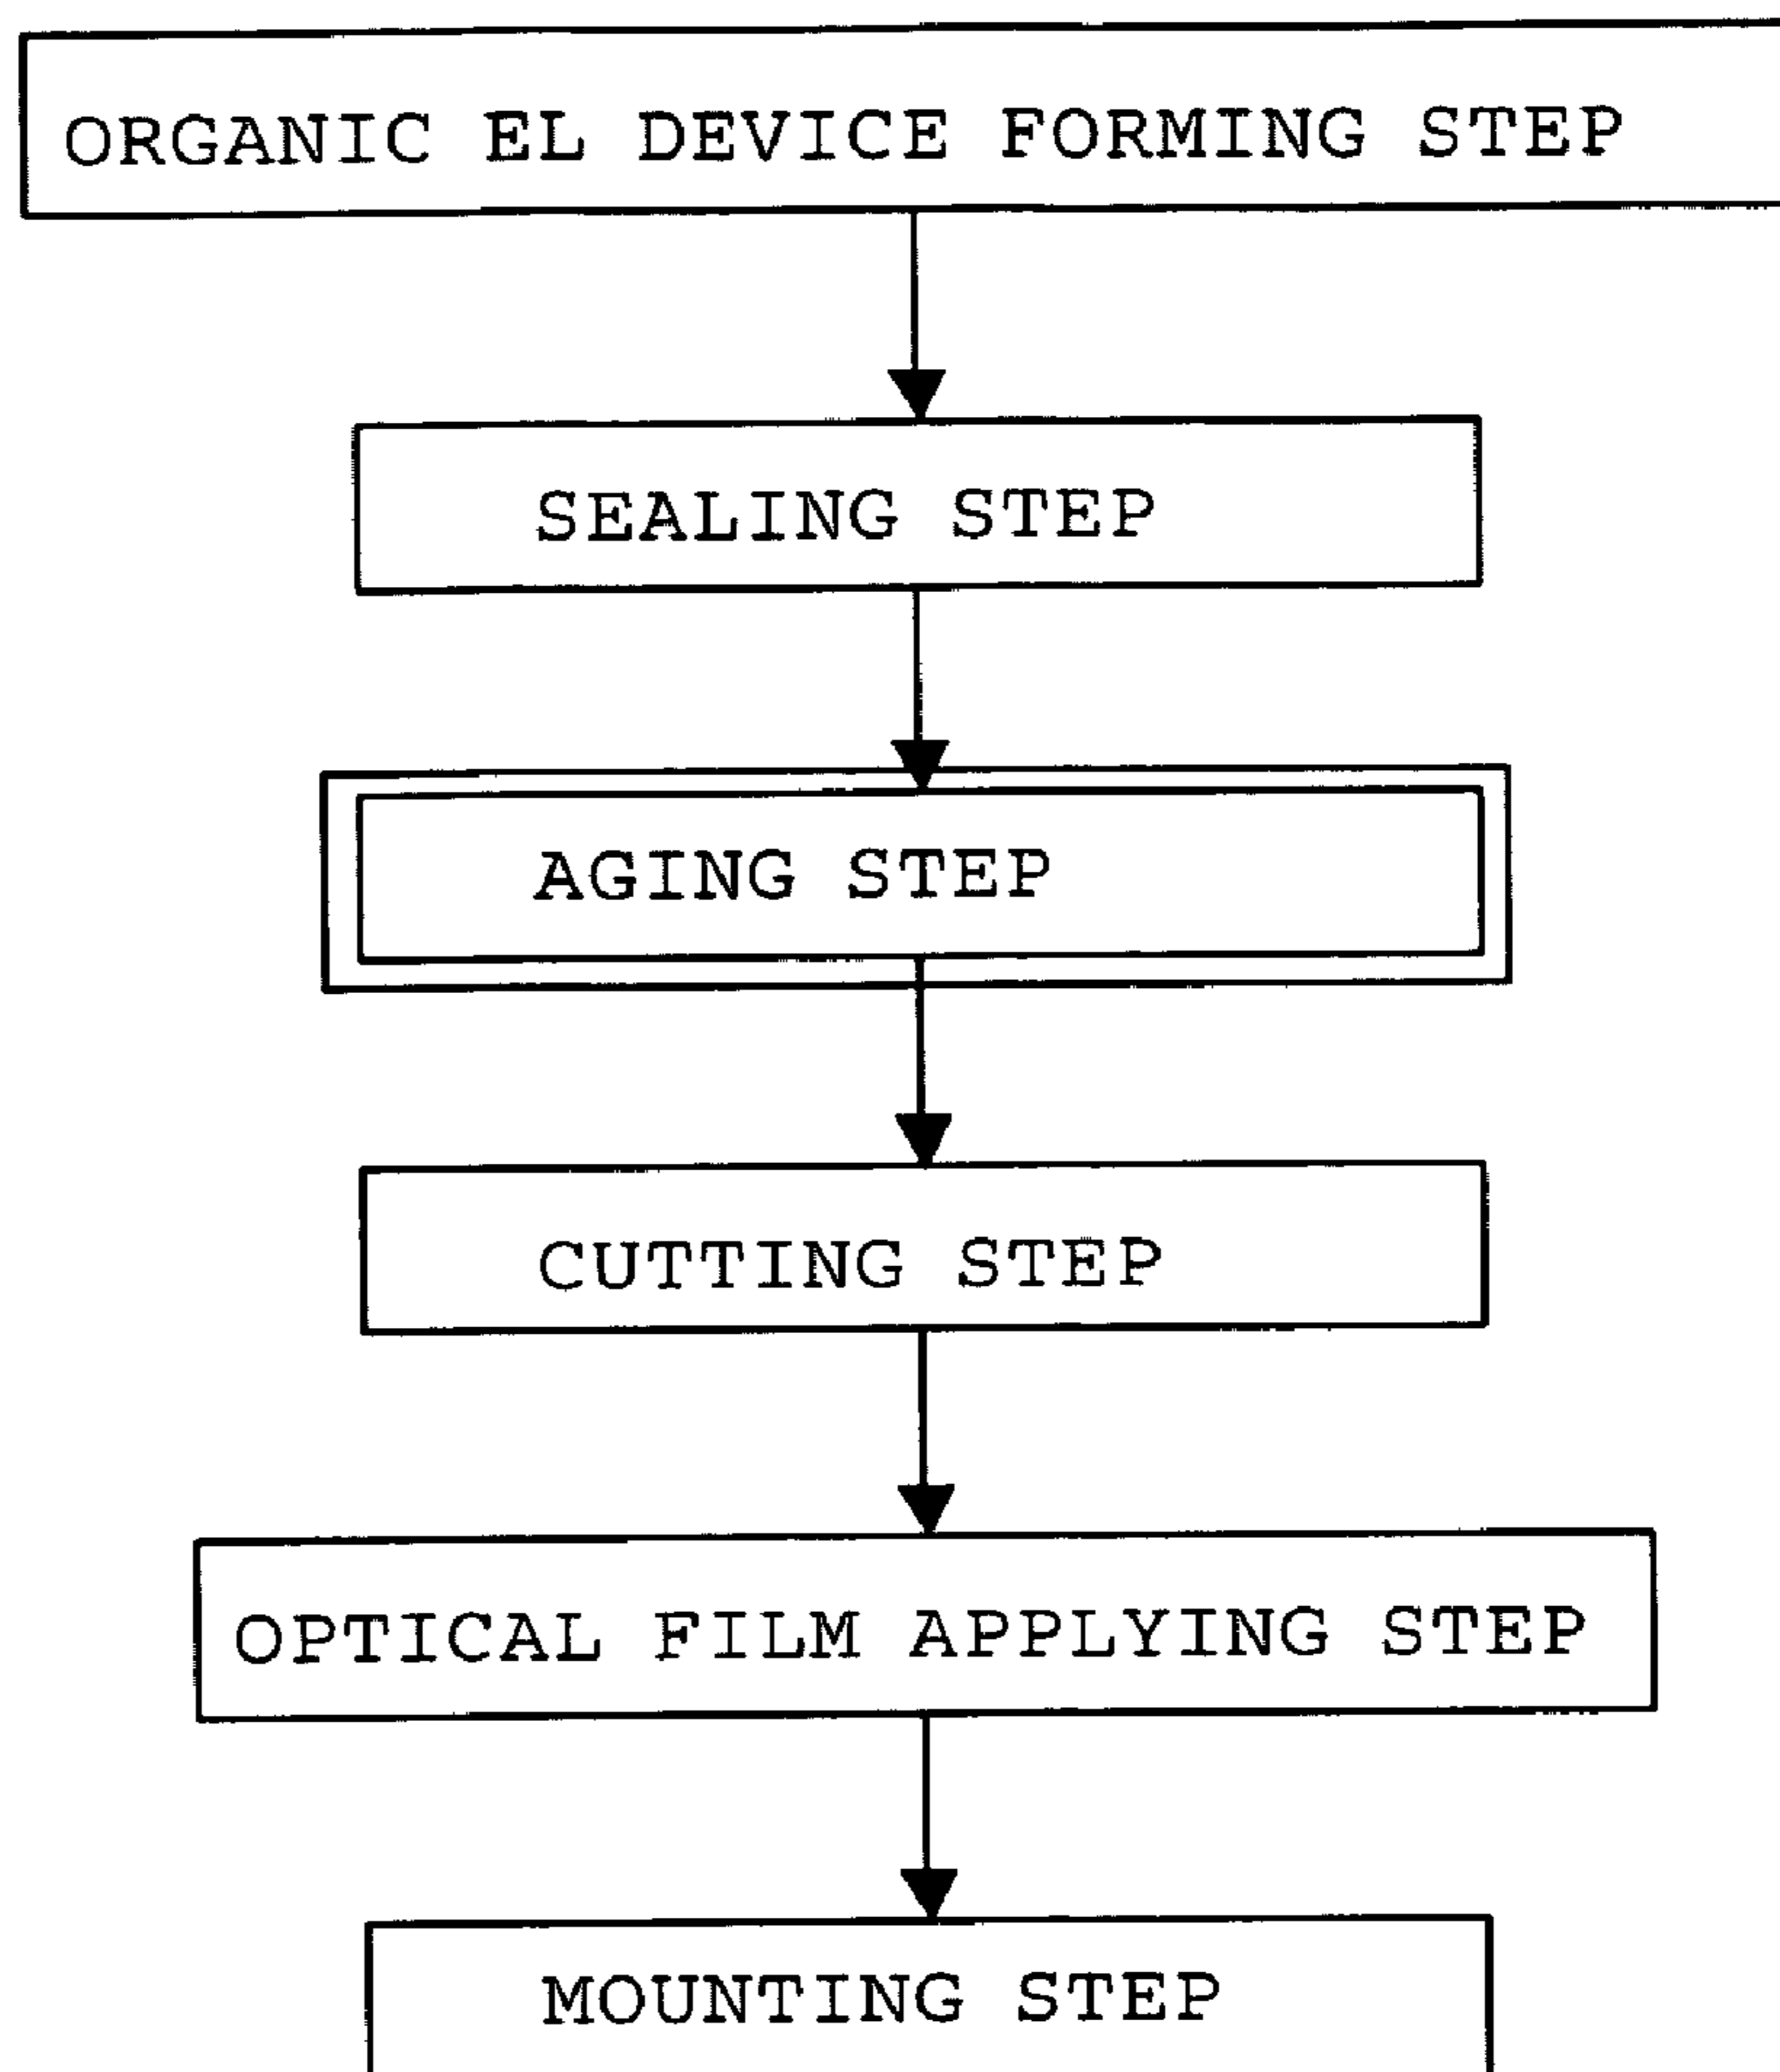 ORGANIC EL DEVICE FORMING STEP
SEALING STEP
AGING STEP
CUTTING STEP
OPTICAL FILM APPLYING STEP
MOUNTING STEP